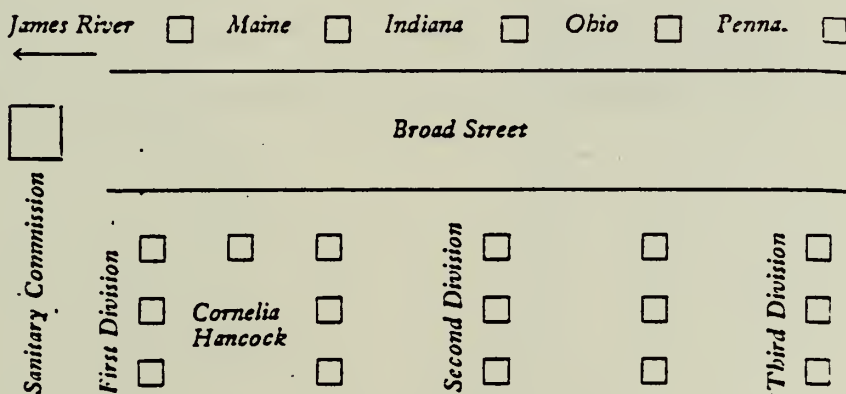 James River Maine Indiana Ohio Penna.
Broad Street
Sanitary Commission
First Division
Cornelia
Hancock
Second Division
Third Division